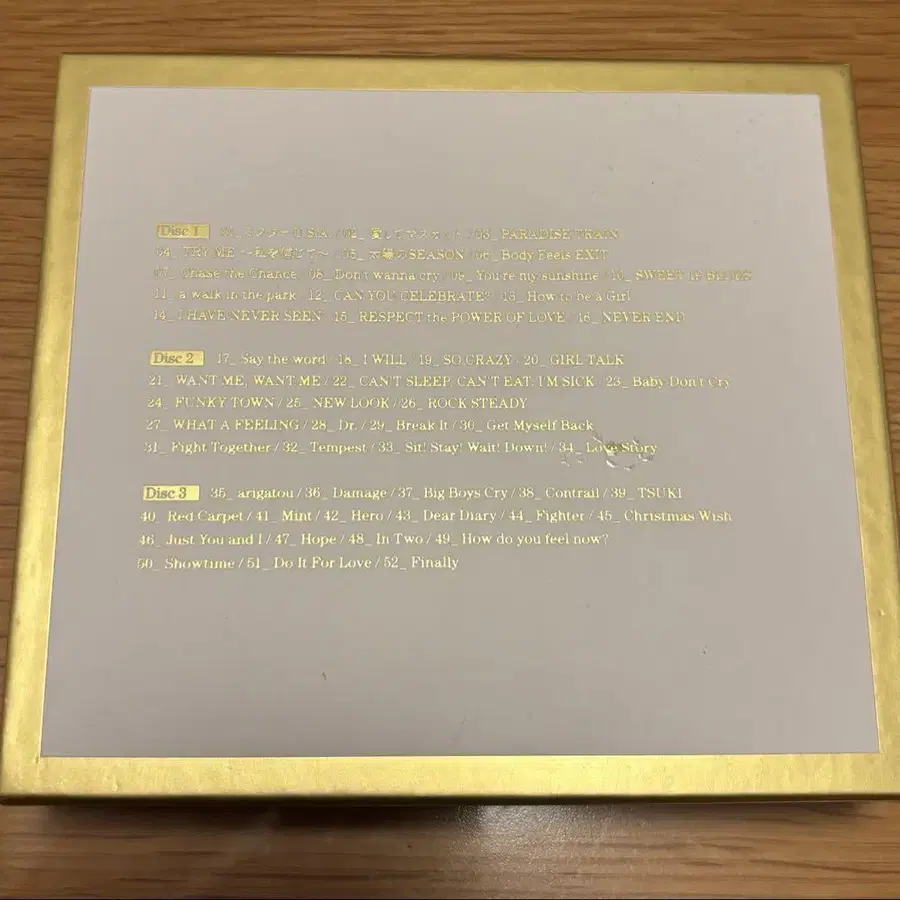 Disc 1 01_ ミスターU.S.A. / 02_ 愛してマスカット / 03_ PARADISE TRAIN
04_ TRY ME 〜私を信じて〜 / 05_ 太陽のSEASON / 06_ Body Feels EXIT
07_ Chase the Chance / 08_ Don't wanna cry / 09_ You're my sunshine / 10_ SWEET 19 BLUES
11_ a walk in the park / 12_ CAN YOU CELEBRATE? / 13_ How to be a Girl
14_ I HAVE NEVER SEEN / 15_ RESPECT the POWER OF LOVE / 16_ NEVER END
Disc 2 17_ Say the word / 18_ I WILL / 19_ SO CRAZY / 20_ GIRL TALK
21_ WANT ME, WANT ME / 22_ CAN'T SLEEP, CAN'T EAT, I'M SICK / 23_ Baby Don't Cry
24_ FUNKY TOWN / 25_ NEW LOOK / 26_ ROCK STEADY
27_ WHAT A FEELING / 28_ Dr. / 29_ Break It / 30_ Get Myself Back
31_ Fight Together / 32_ Tempest / 33_ Sit! Stay! Wait! Down! / 34_ Love Story
Disc 3 35_ arigatou / 36_ Damage / 37_ Big Boys Cry / 38_ Contrail / 39_ TSUKI
40_ Red Carpet / 41_ Mint / 42_ Hero / 43_ Dear Diary / 44_ Fighter / 45_ Christmas Wish
46_ Just You and I / 47_ Hope / 48_ In Two / 49_ How do you feel now?
50_ Showtime / 51_ Do It For Love / 52_ Finally